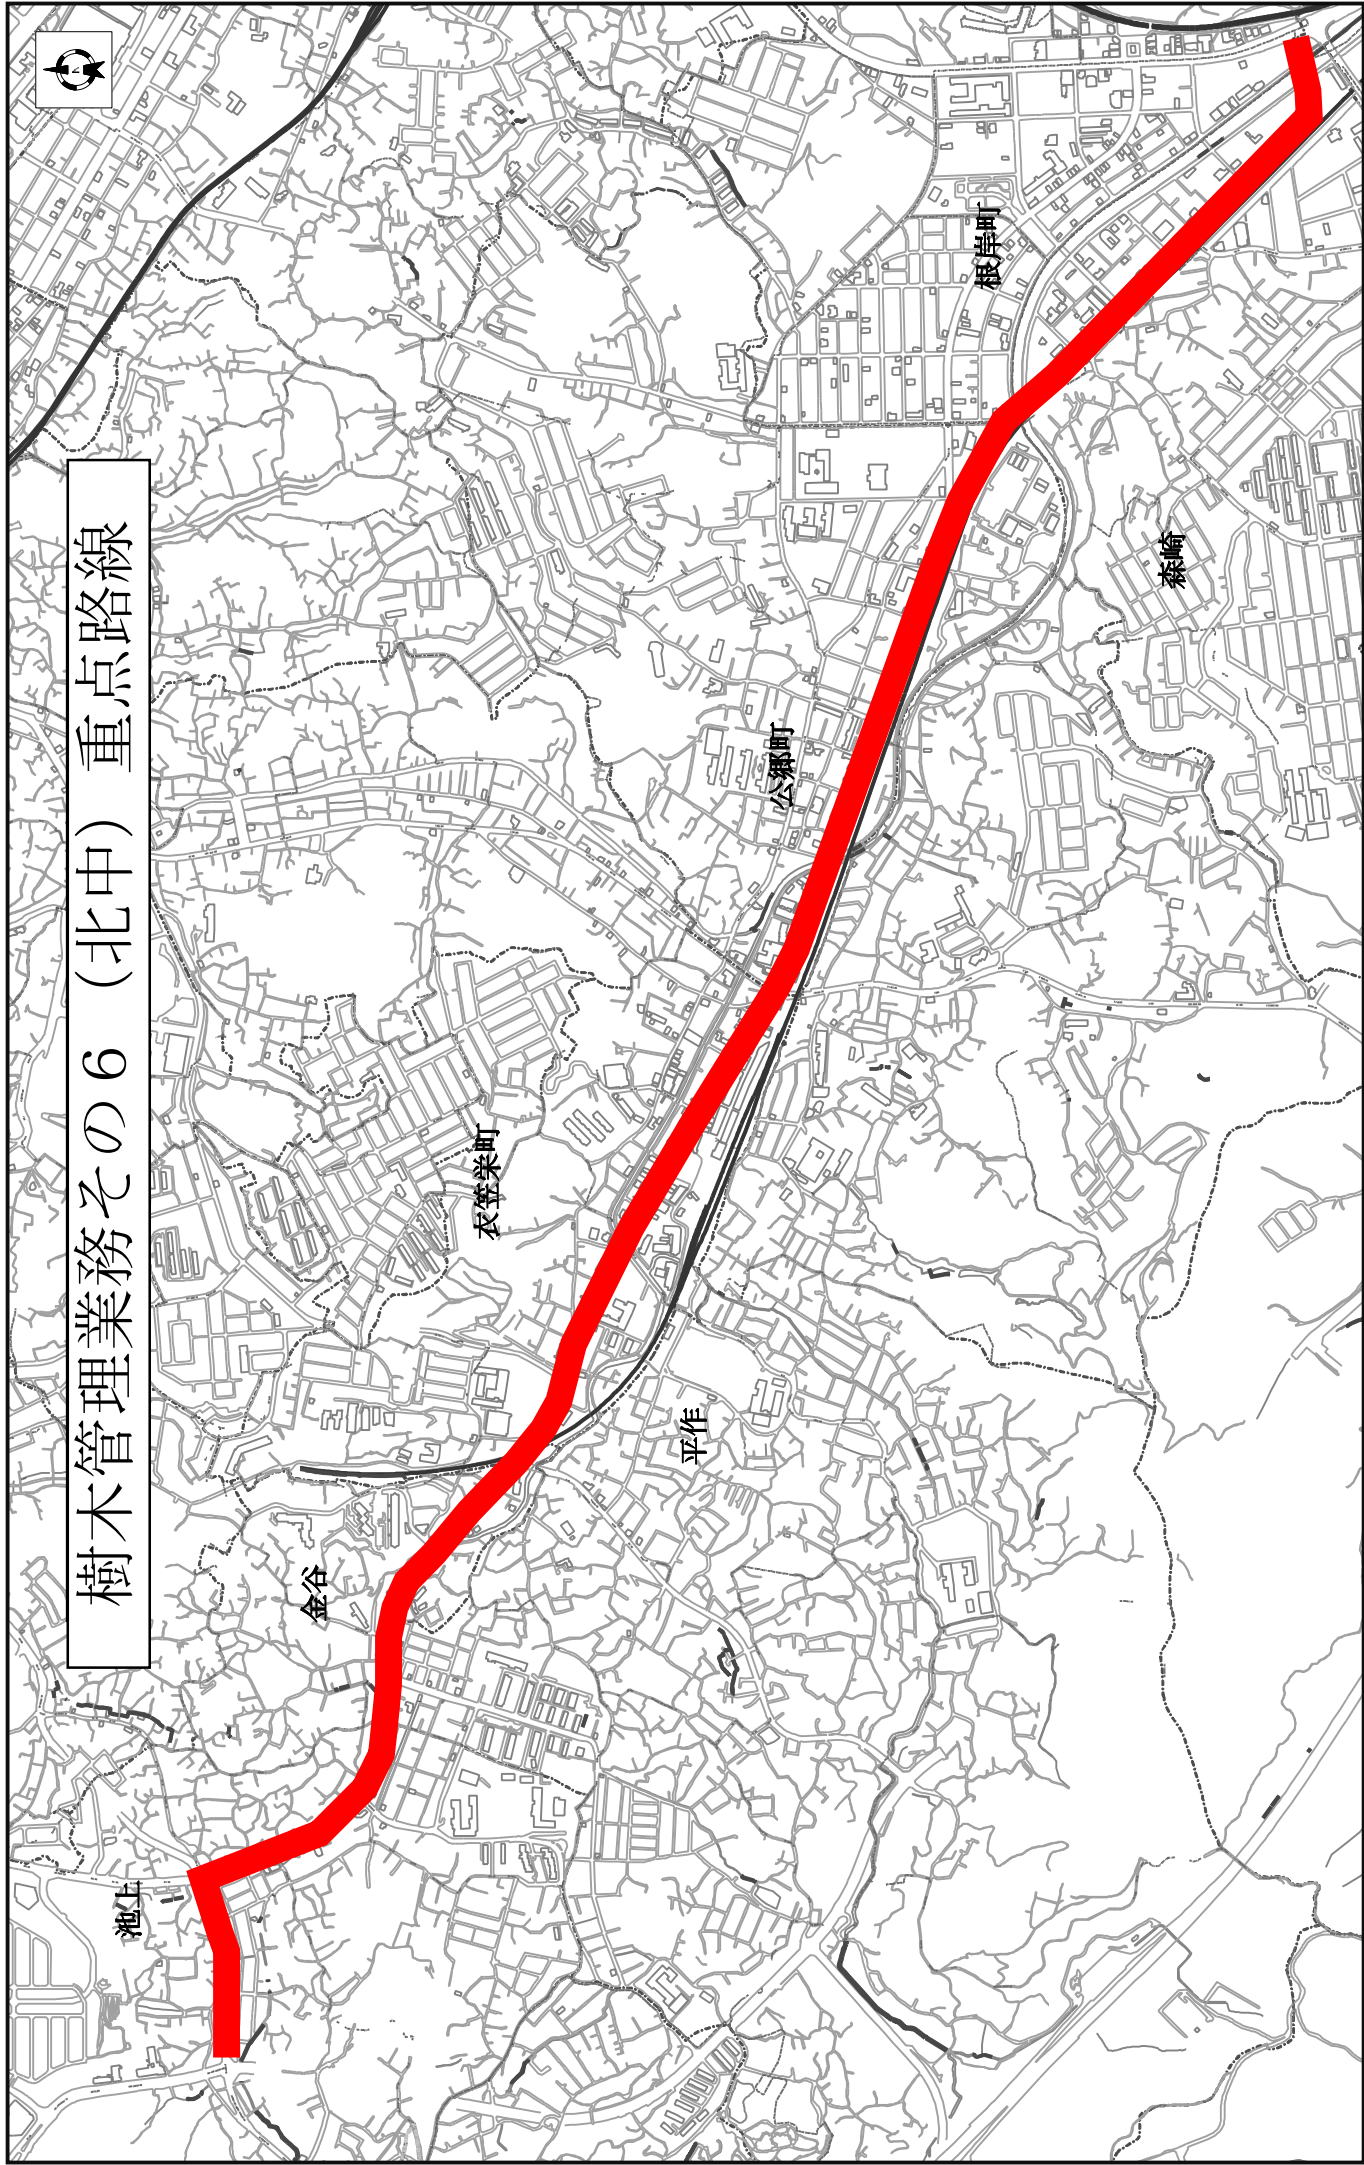 樹木管理業務その６（北中）重点路線
池上
金谷
衣笠栄町
平作
公郷町
森崎
根岸町